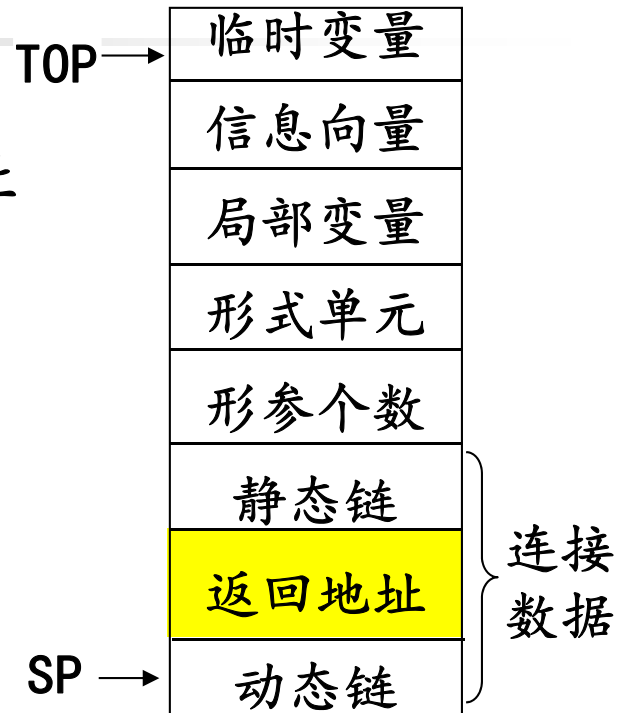 临时变量
TOP
信息向量
局部变量
形式单元
形参个数
静态链
返回地址
连接
数据
SP
动态链